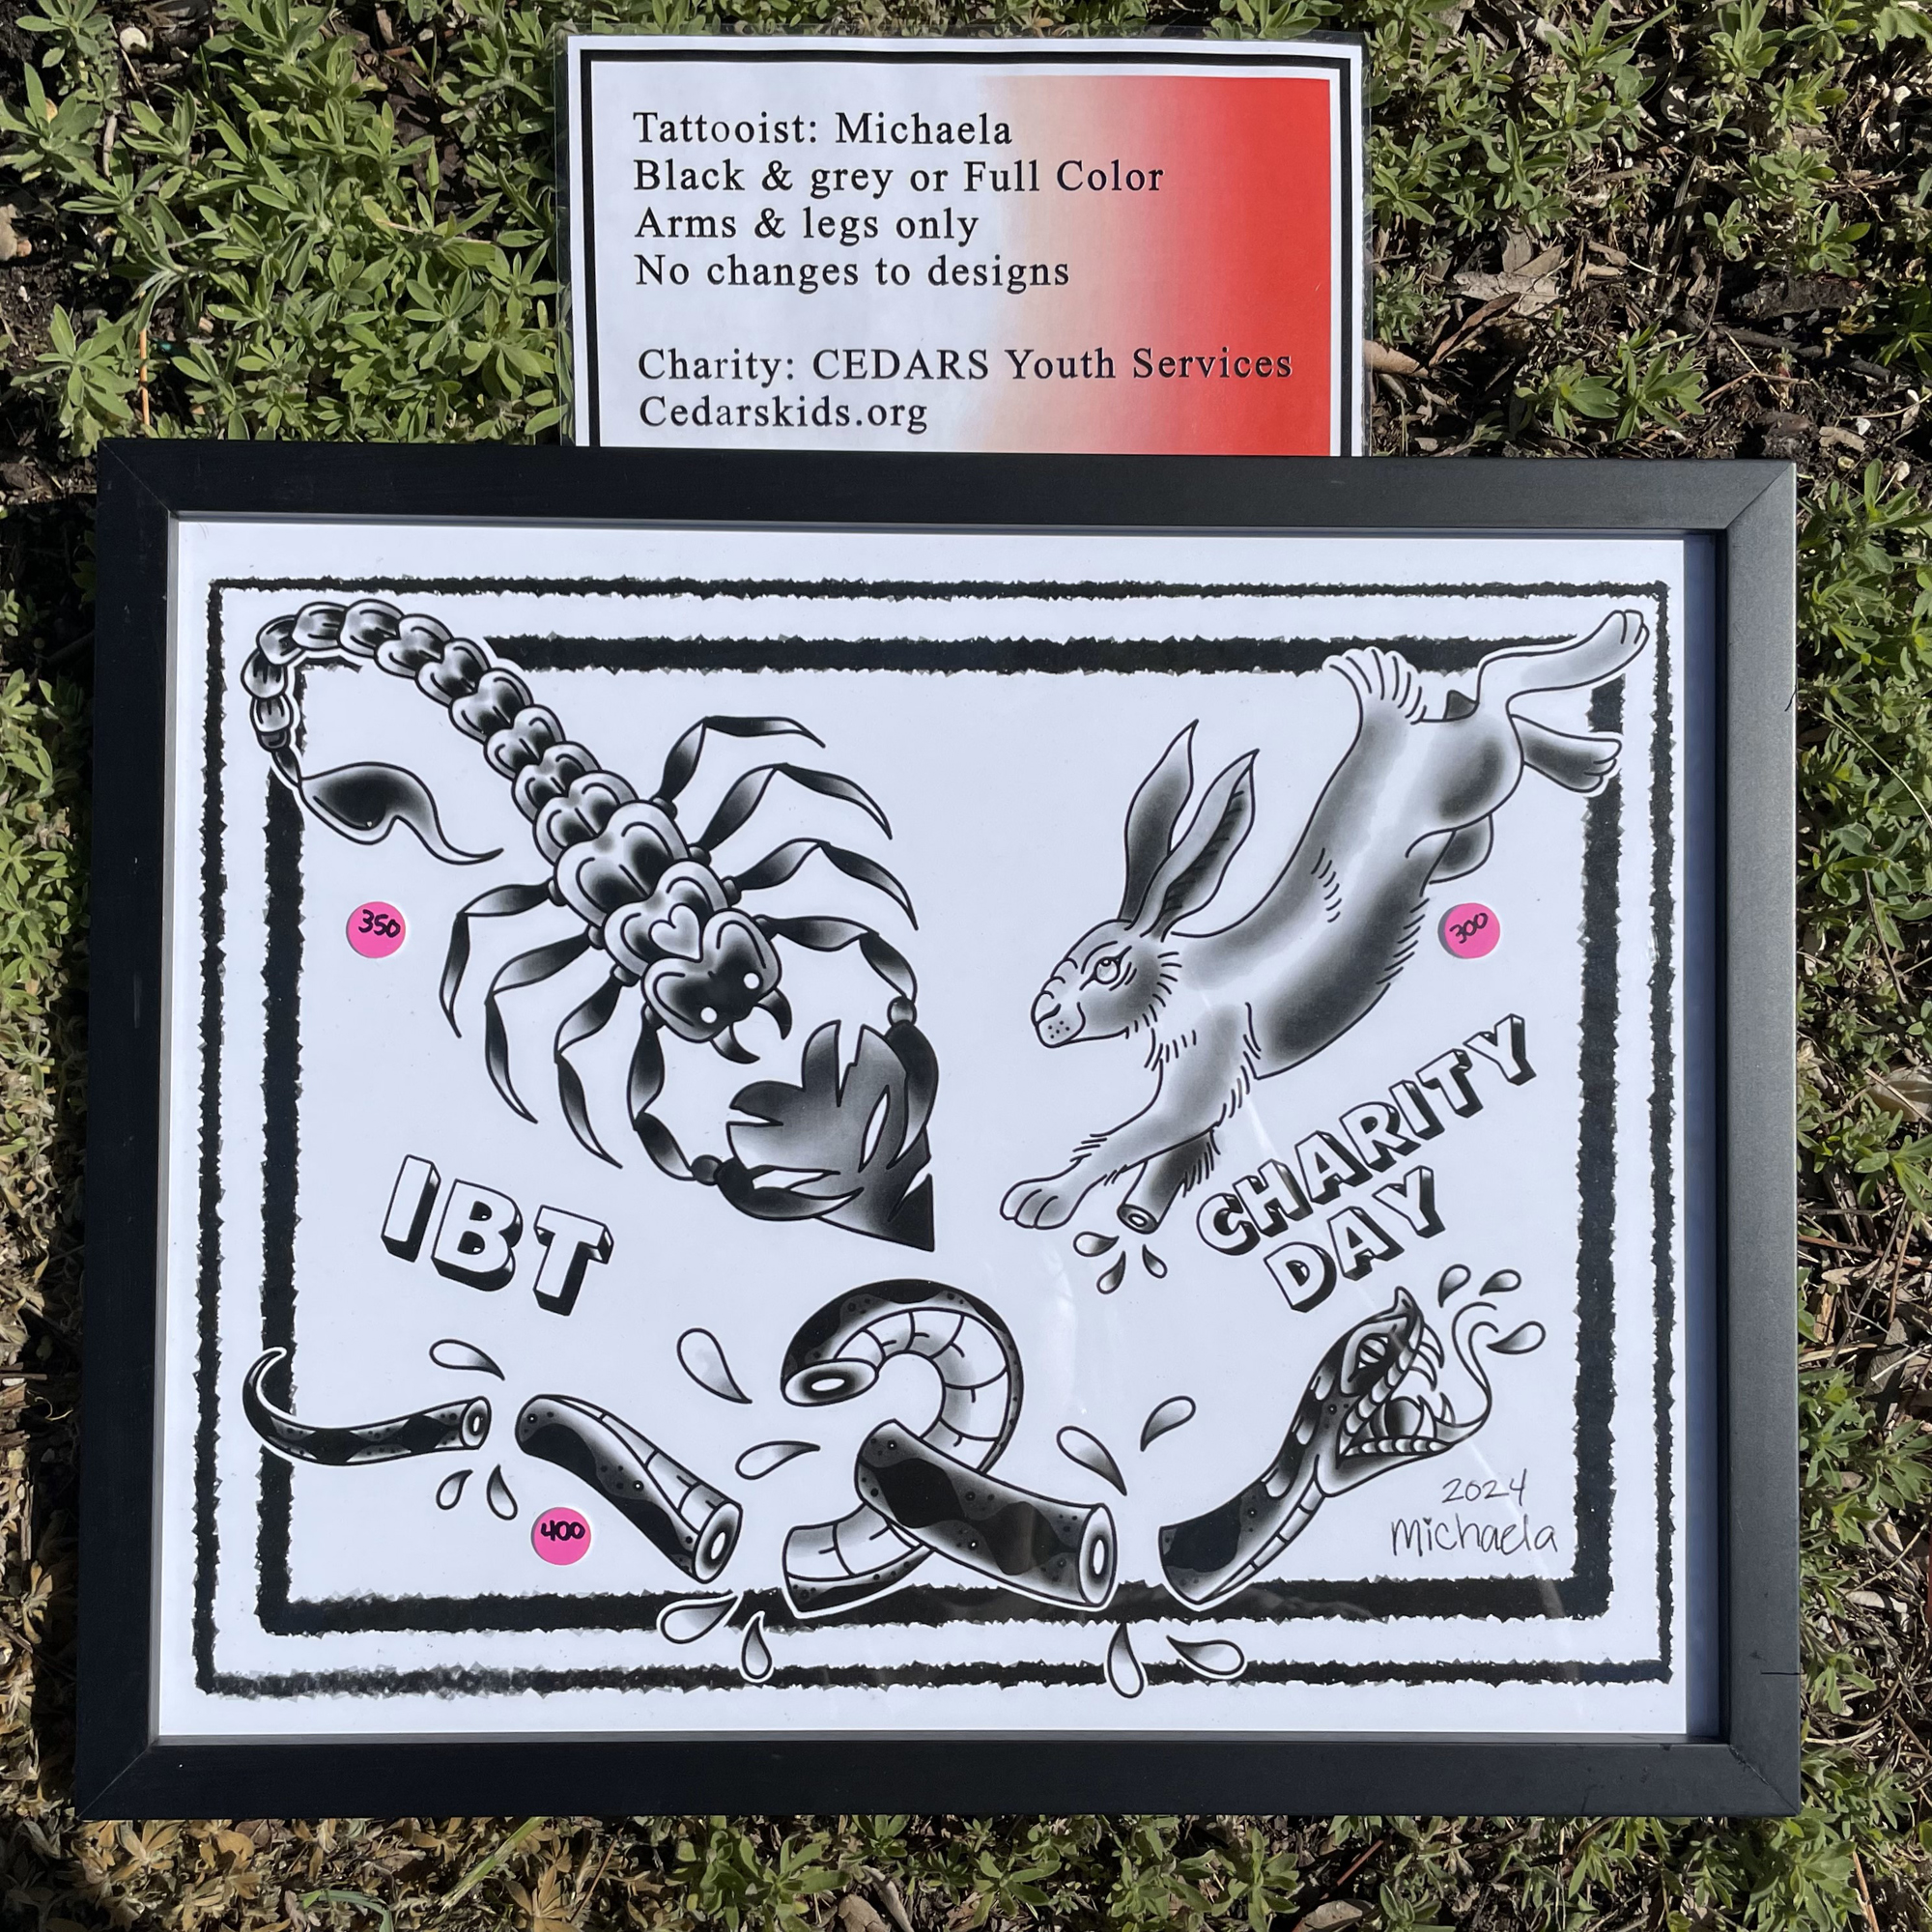 Tattooist: Michaela
Black & grey or Full Color
Arms & legs only
No changes to designs
Charity: CEDARS Youth Services
Cedarskids.org
350
300
IBT
CHARITY
DAY
400
2024
Michaela